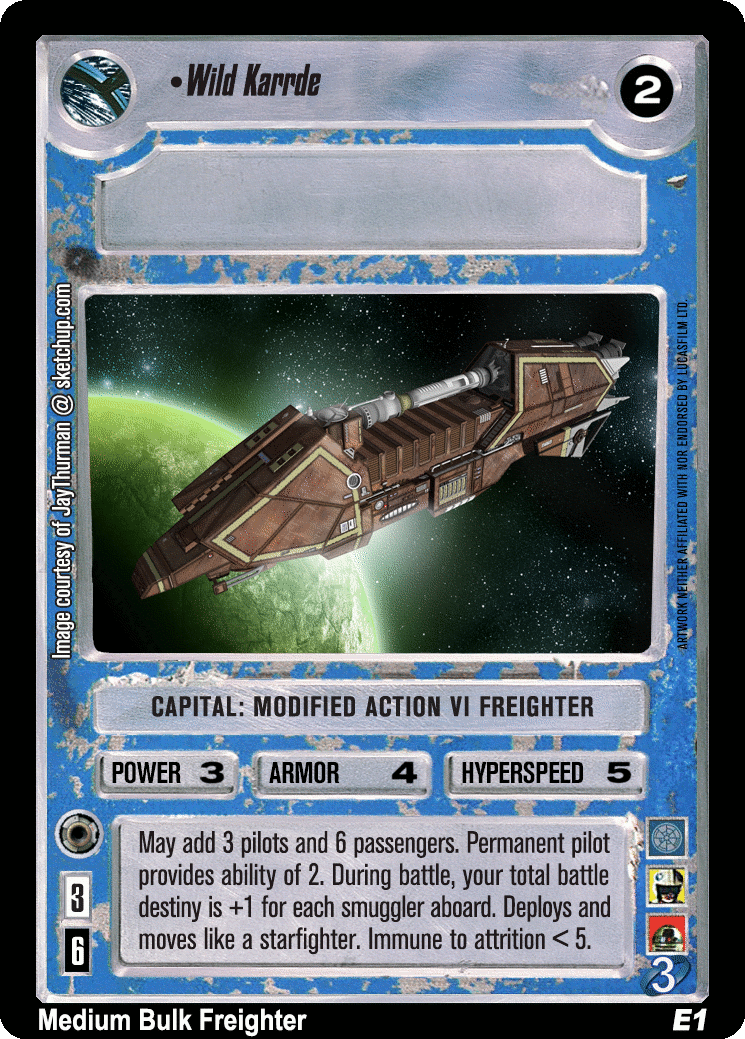 •Wild Karrde
2
Image courtesy of JayThurman @ sketchup.com
ARTWORK NEITHER AFFILIATED WITH NOR ENDORSED BY LUCASFILM LTD.
CAPITAL: MODIFIED ACTION VI FREIGHTER
POWER 3 ARMOR 4 HYPERSPEED 5
May add 3 pilots and 6 passengers. Permanent pilot
provides ability of 2. During battle, your total battle
destiny is +1 for each smuggler aboard. Deploys and
moves like a starfighter. Immune to attrition < 5.
3
6
3
Medium Bulk Freighter E1